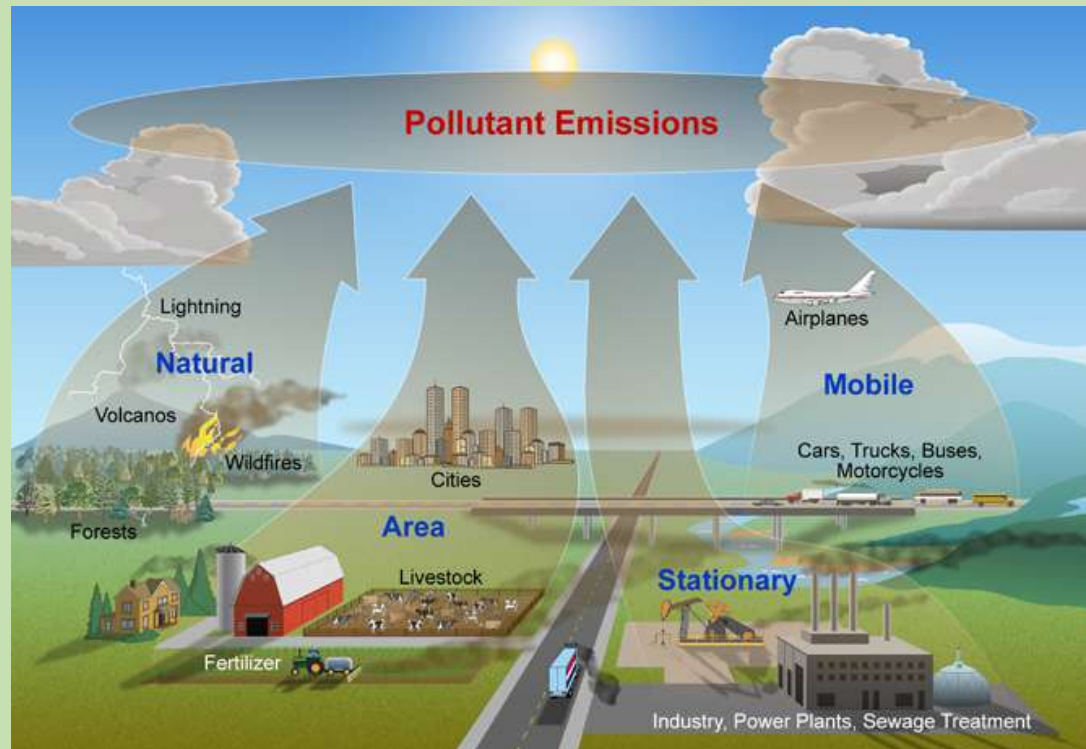 Pollutant Emissions
Lightning
Natural
Volcanos
Wildfires
Forests
Cities
Area
Livestock
Fertilizer
Airplanes
Mobile
Cars, Trucks, Buses,
Motorcycles
Stationary
Industry, Power Plants, Sewage Treatment